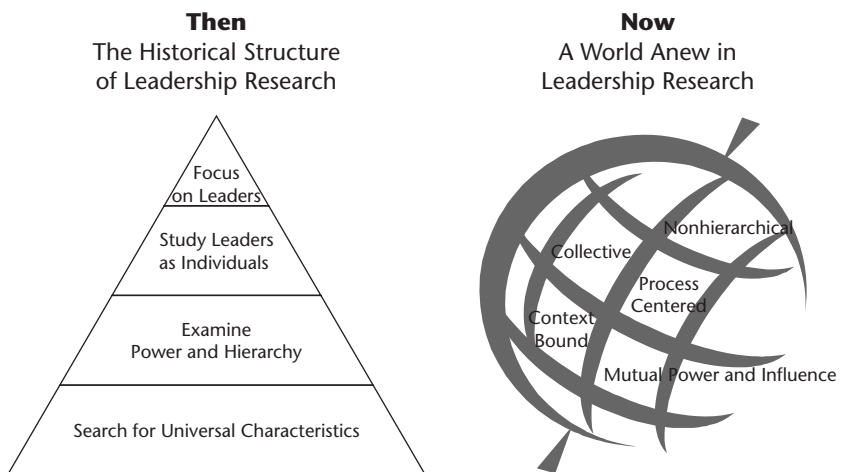 Then
The Historical Structure
of Leadership Research
Focus
on Leaders
Study Leaders
as Individuals
Examine
Power and Hierarchy
Search for Universal Characteristics
Now
A World Anew in
Leadership Research
Nonhierarchical
Collective
Process
Centered
Context
Bound
Mutual Power and Influence